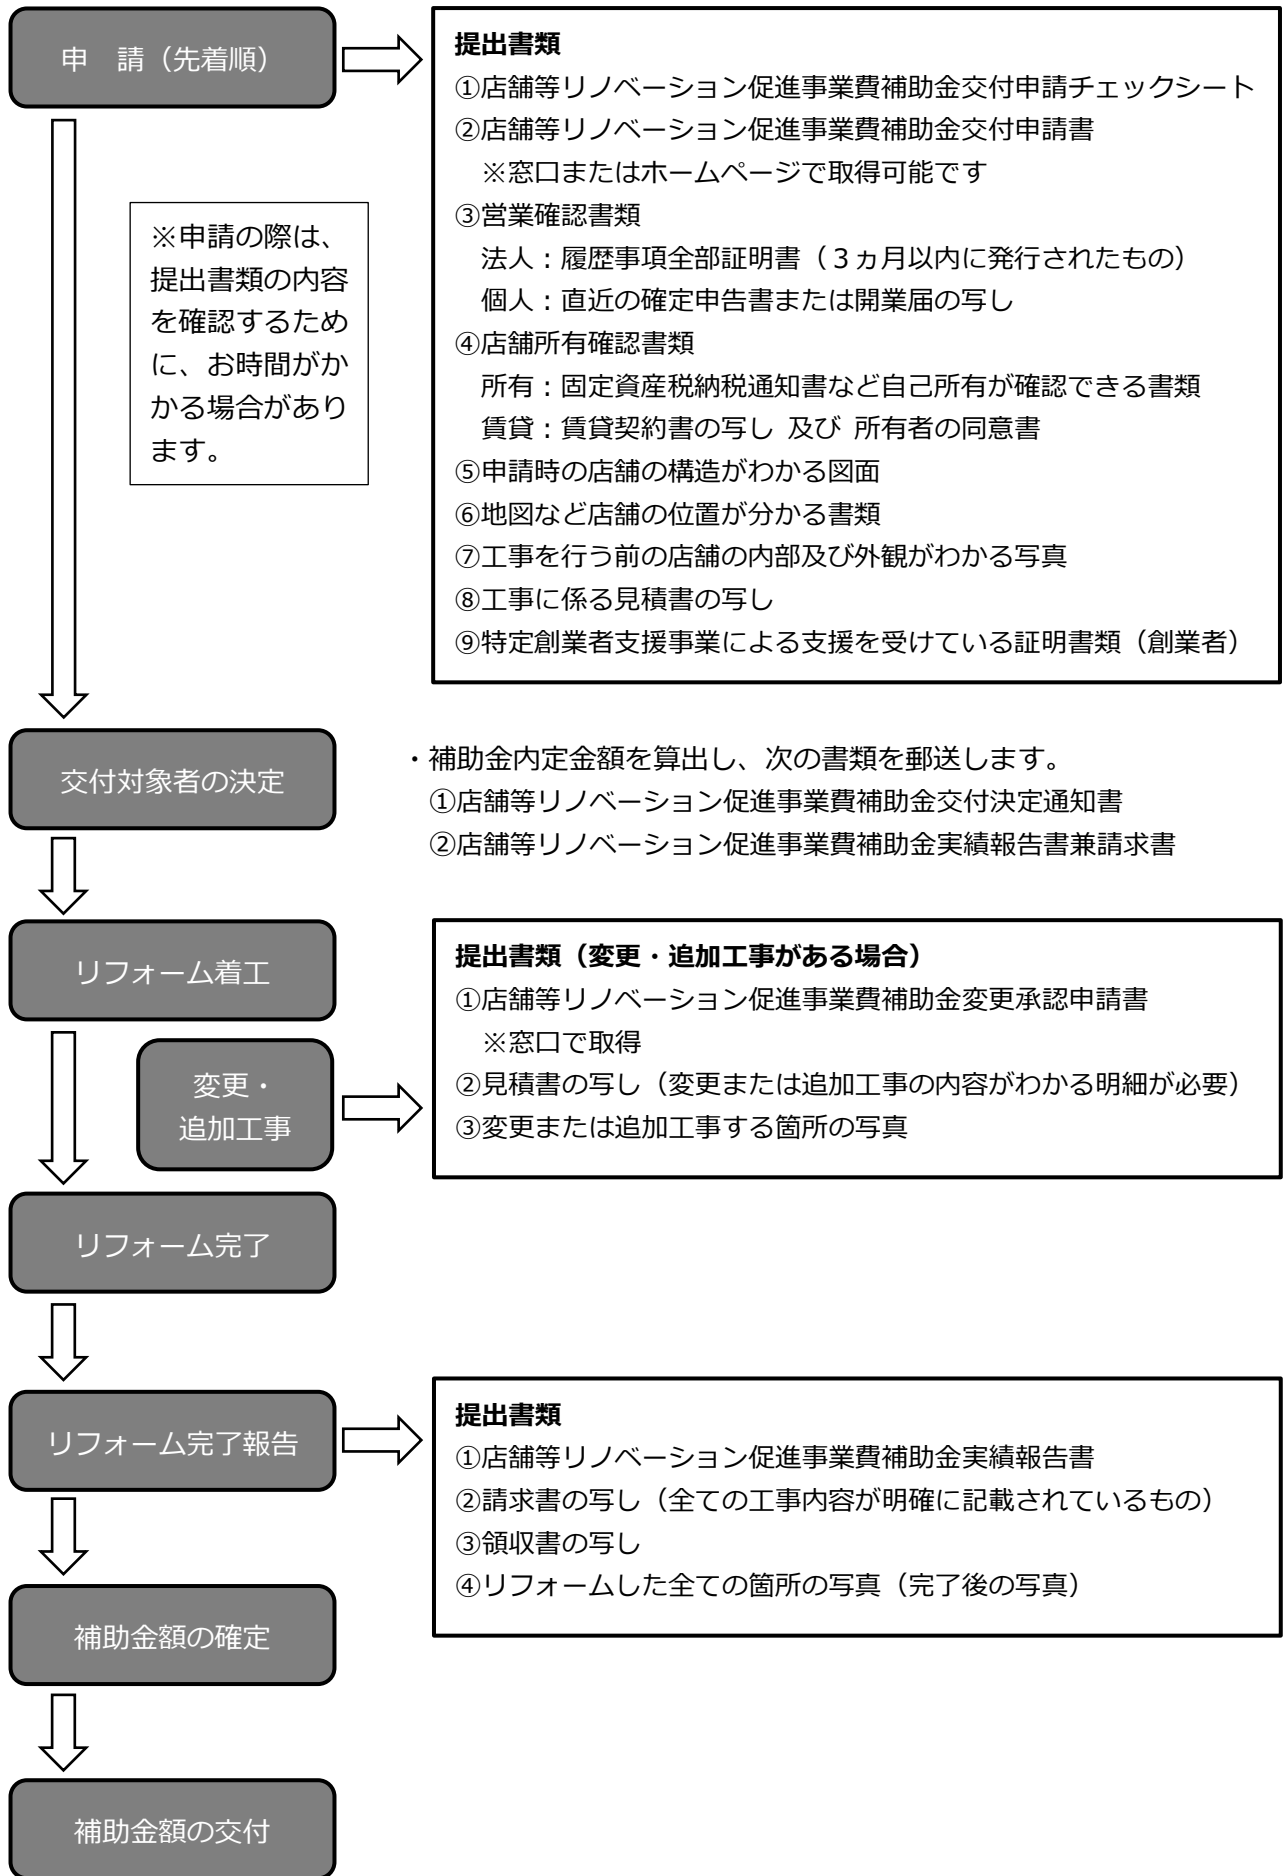 申　請（先着順）
提出書類
①店舗等リノベーション促進事業費補助金交付申請チェックシート
②店舗等リノベーション促進事業費補助金交付申請書
※窓口またはホームページで取得可能です
③営業確認書類
法人：履歴事項全部証明書（３ヵ月以内に発行されたもの）
個人：直近の確定申告書または開業届の写し
④店舗所有確認書類
所有：固定資産税納税通知書など自己所有が確認できる書類
賃貸：賃貸契約書の写し 及び 所有者の同意書
⑤申請時の店舗の構造がわかる図面
⑥地図など店舗の位置が分かる書類
⑦工事を行う前の店舗の内部及び外観がわかる写真
⑧工事に係る見積書の写し
⑨特定創業者支援事業による支援を受けている証明書類（創業者）
※申請の際は、
提出書類の内容
を確認するため
に、お時間がか
かる場合があり
ます。
交付対象者の決定
・補助金内定金額を算出し、次の書類を郵送します。
①店舗等リノベーション促進事業費補助金交付決定通知書
②店舗等リノベーション促進事業費補助金実績報告書兼請求書
リフォーム着工
変更・
追加工事
提出書類（変更・追加工事がある場合）
①店舗等リノベーション促進事業費補助金変更承認申請書
※窓口で取得
②見積書の写し（変更または追加工事の内容がわかる明細が必要）
③変更または追加工事する箇所の写真
リフォーム完了
リフォーム完了報告
提出書類
①店舗等リノベーション促進事業費補助金実績報告書
②請求書の写し（全ての工事内容が明確に記載されているもの）
③領収書の写し
④リフォームした全ての箇所の写真（完了後の写真）
補助金額の確定
補助金額の交付